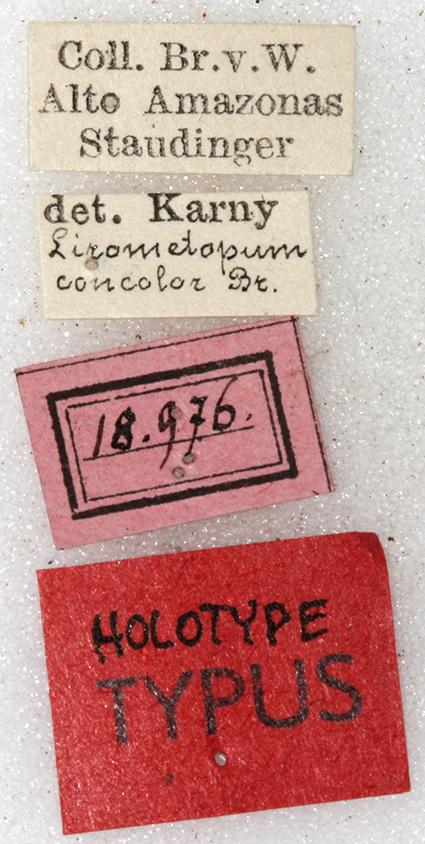 Coll. Br.v.W.
Alto Amazonas
Staudinger
det. Karny
Lirometopum
concolor Br.
18.976.
HOLOTYPE
TYPUS